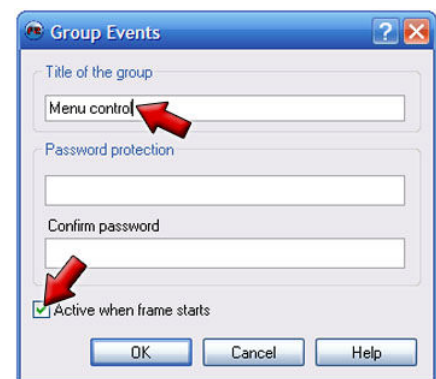 Group Events
Title of the group
Menu control
Password protection
Confirm password
Active when frame starts
OK Cancel Help